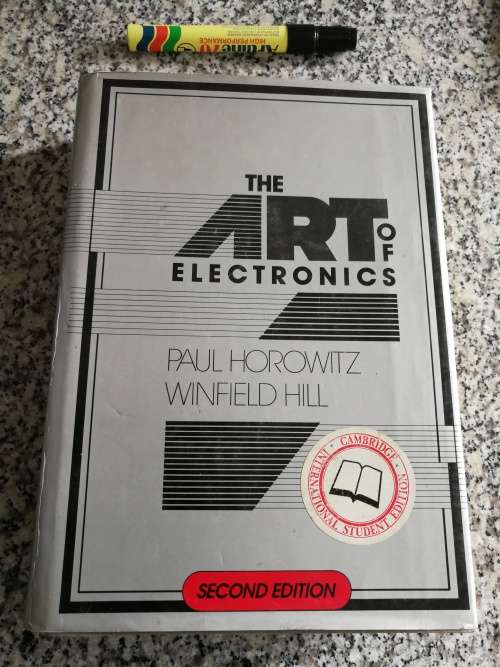 Artline 70
HIGH PERFORMANCE
THE
ART
OF
ELECTRONICS
PAUL HOROWITZ
WINFIELD HILL
CAMBRIDGE
INTERNATIONAL STUDENT EDITION
SECOND EDITION